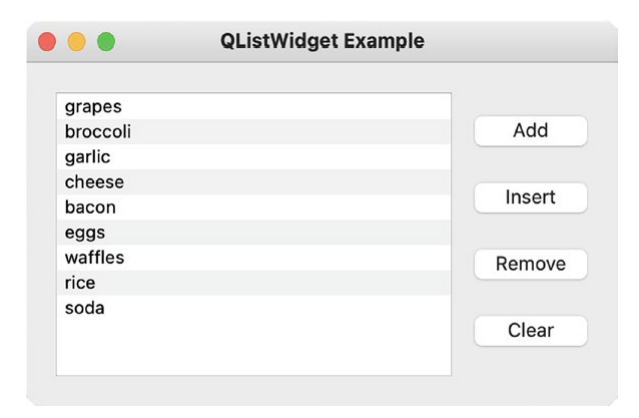 QListWidget Example
grapes
broccoli
garlic
cheese
bacon
eggs
waffles
rice
soda
Add
Insert
Remove
Clear